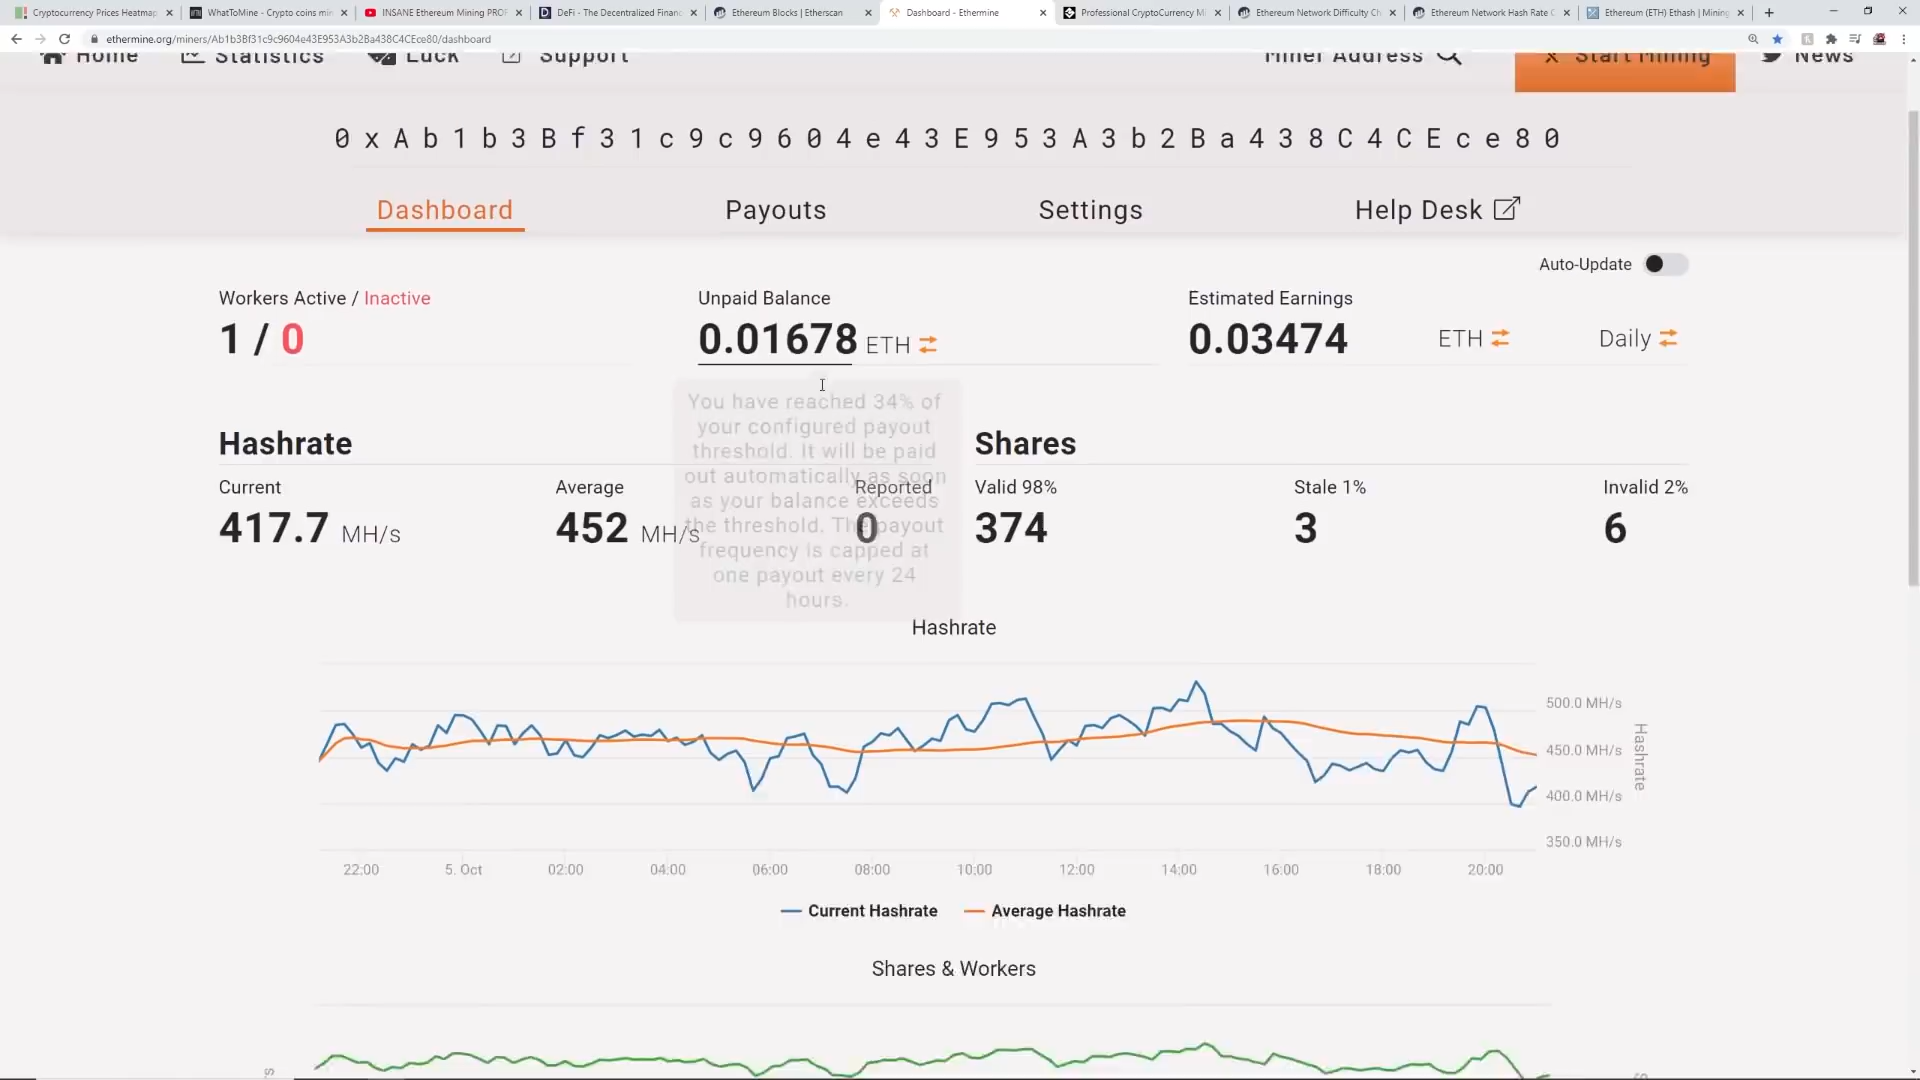 Cryptocurrency Prices Heatmap
WhatToMine - Crypto coins min
INSANE Ethereum Mining PROF
DeFi - The Decentralized Financ
Ethereum Blocks | Etherscan
Dashboard - Ethermine
Professional CryptoCurrency Mi
Ethereum Network Difficulty Ch
Ethereum Network Hash Rate C
Ethereum (ETH) Ethash | Mining
ethermine.org/miners/Ab1b3Bf31c9c9604e43E953A3b2Ba438C4CEce80/dashboard
Home
Statistics
Luck
Support
Miner Address
Start Mining
News
0xAb1b3Bf31c9c9604e43E953A3b2Ba438C4CEce80
Dashboard
Payouts
Settings
Help Desk
Auto-Update
Workers Active / Inactive
1 / 0
Unpaid Balance
0.01678 ETH
Estimated Earnings
0.03474 ETH Daily
You have reached 34% of
your configured payout
threshold. It will be paid
out automatically as soon
as your balance exceeds
the threshold. The payout
frequency is capped at
one payout every 24
hours.
Hashrate
Current
417.7 MH/s
Average
452 MH/s
Reported
0
Shares
Valid 98%
374
Stale 1%
3
Invalid 2%
6
Hashrate
500.0 MH/s
450.0 MH/s
400.0 MH/s
350.0 MH/s
Hashrate
22:00
5. Oct
02:00
04:00
06:00
08:00
10:00
12:00
14:00
16:00
18:00
20:00
Current Hashrate
Average Hashrate
Shares & Workers